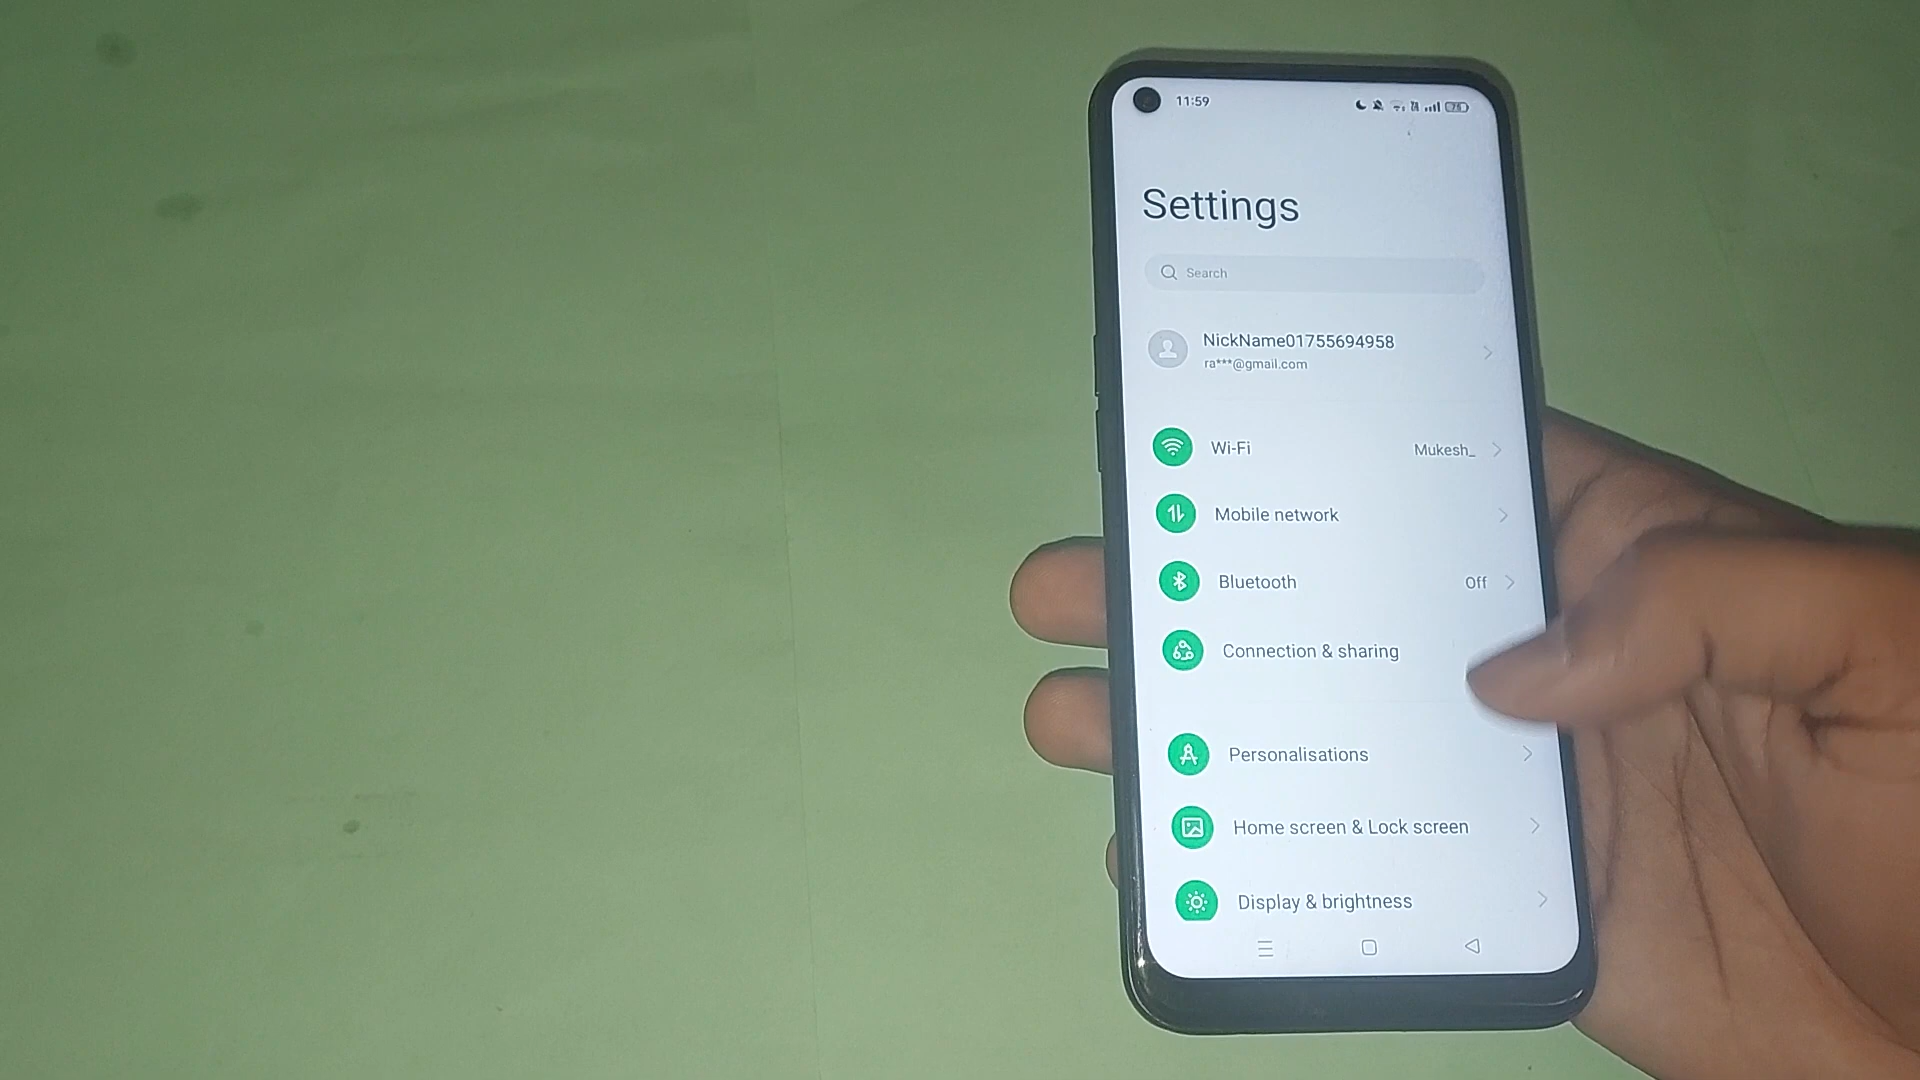 11:59
Settings
Search
NickName01755694958
ra***@gmail.com
Wi-Fi Mukesh_
Mobile network
Bluetooth Off
Connection & sharing
Personalisations
Home screen & Lock screen
Display & brightness